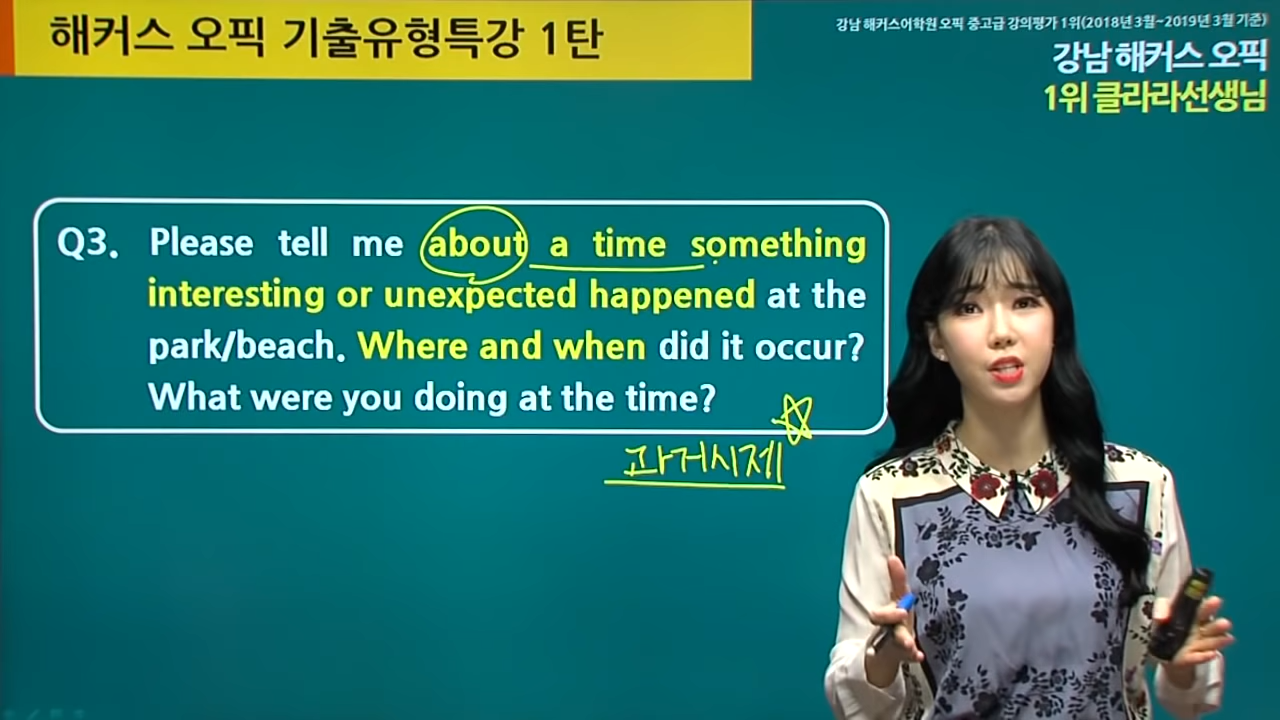 해커스 오픽 기출유형특강 1탄
강남 해커스어학원 오픽 중고급 강의평가 1위(2018년 3월~2019년 3월 기준)
강남 해커스 오픽
1위 클라라선생님
Q3. Please tell me about a time something
interesting or unexpected happened at the
park/beach. Where and when did it occur?
What were you doing at the time?
과거시제